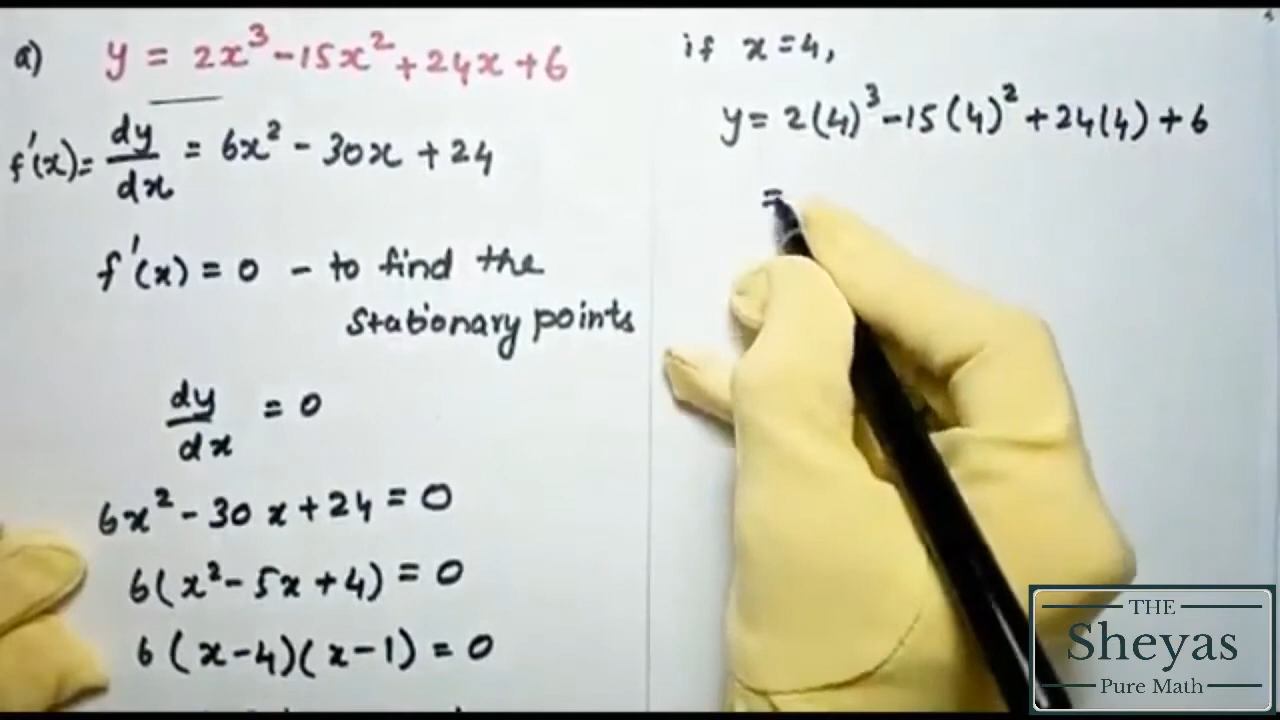 a) y = 2x³ - 15x² + 24x + 6
f'(x) = dy/dx = 6x² - 30x + 24
f'(x) = 0 - to find the
stationary points
dy/dx = 0
6x² - 30x + 24 = 0
6(x² - 5x + 4) = 0
6(x - 4)(x - 1) = 0
if x = 4,
y = 2(4)³ - 15(4)² + 24(4) + 6
=
THE
Sheyas
Pure Math